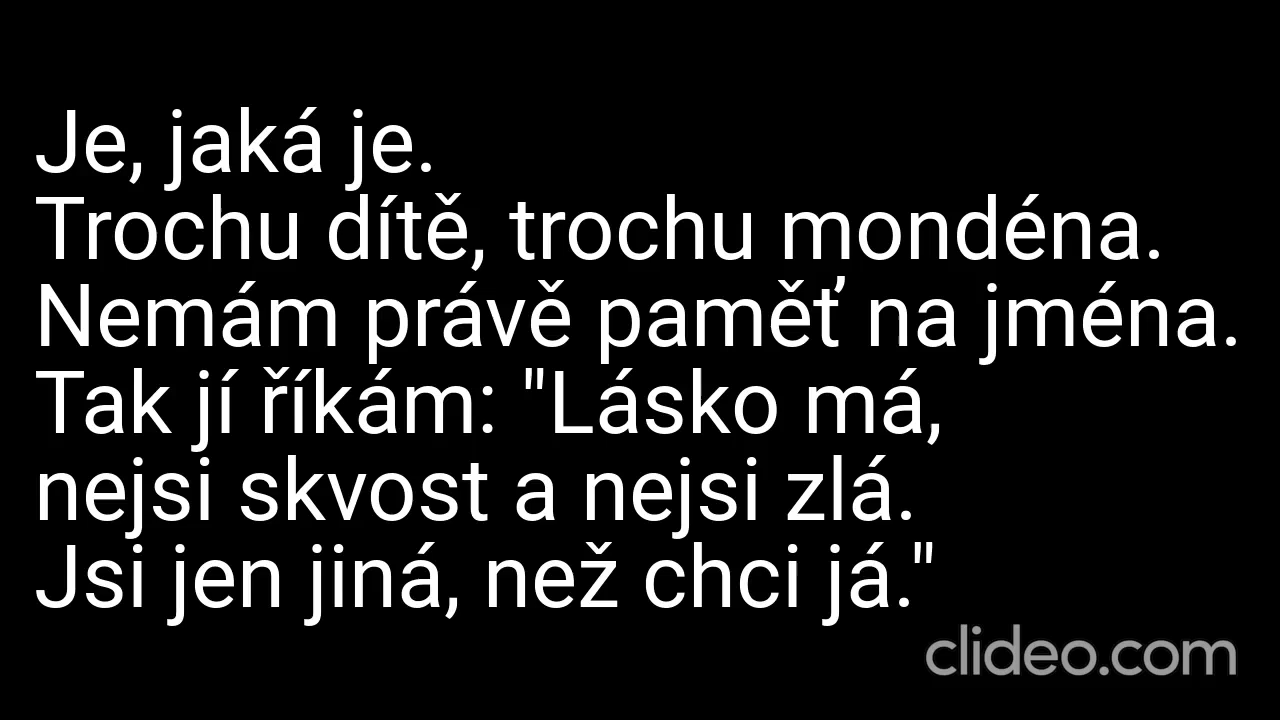 Je, jaká je.
Trochu dítě, trochu mondéna.
Nemám právě paměť na jména.
Tak jí říkám: "Lásko má,
nejsi skvost a nejsi zlá.
Jsi jen jiná, než chci já."
clideo.com